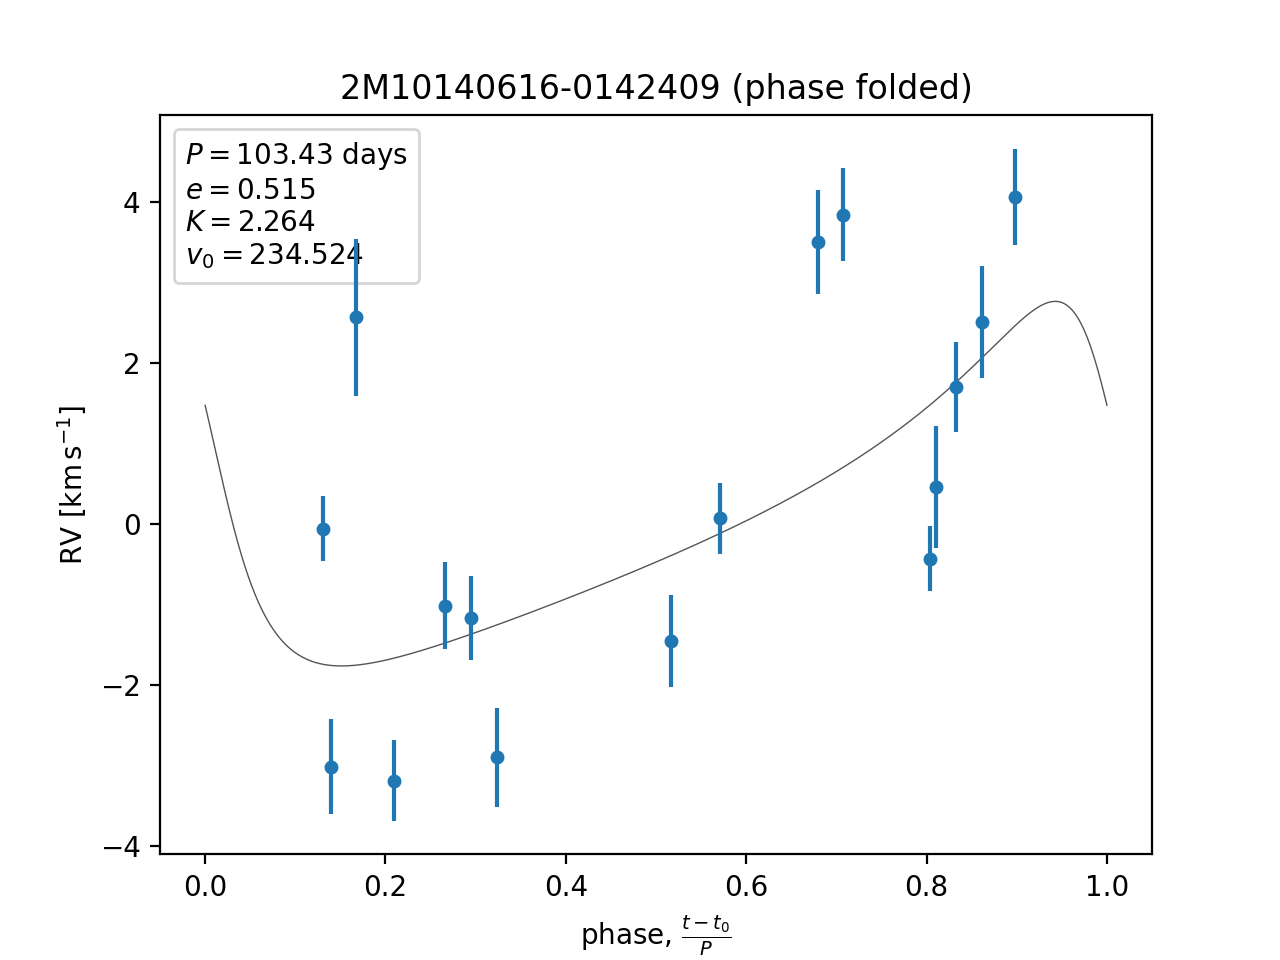 2M10140616-0142409 (phase folded)
P = 103.43 days
e = 0.515
K = 2.264
v₀ = 234.524
RV [km s⁻¹]
4
2
0
−2
−4
0.0 0.2 0.4 0.6 0.8 1.0
phase, (t − t₀)/P